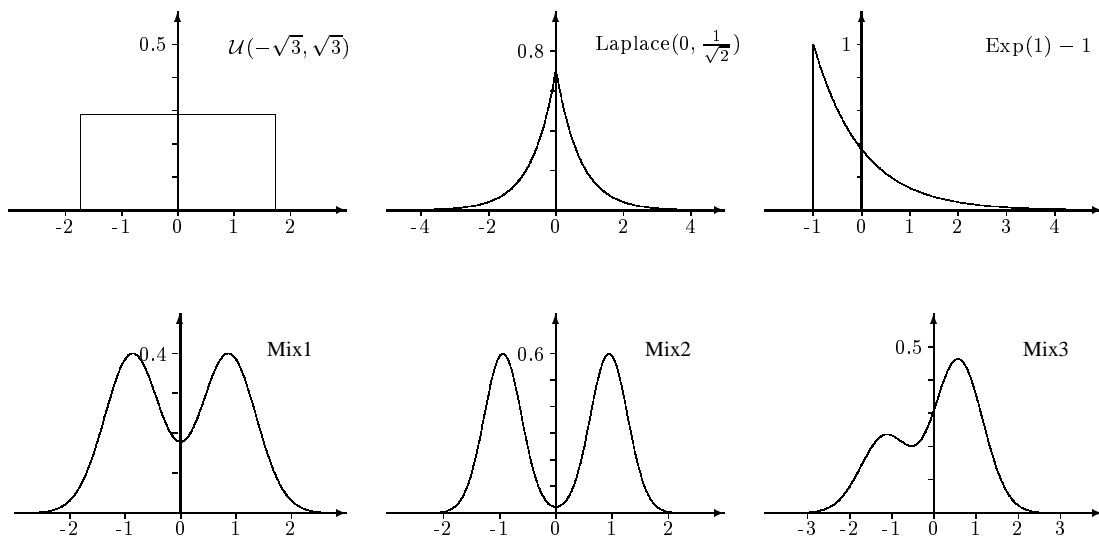 0.5
𝒰(−√3, √3)
-2 -1 0 1 2
0.8
Laplace(0, 1/√2)
-4 -2 0 2 4
1
Exp(1) − 1
-1 0 1 2 3 4
0.4
Mix1
-2 -1 0 1 2
0.6
Mix2
-2 -1 0 1 2
0.5
Mix3
-3 -2 -1 0 1 2 3